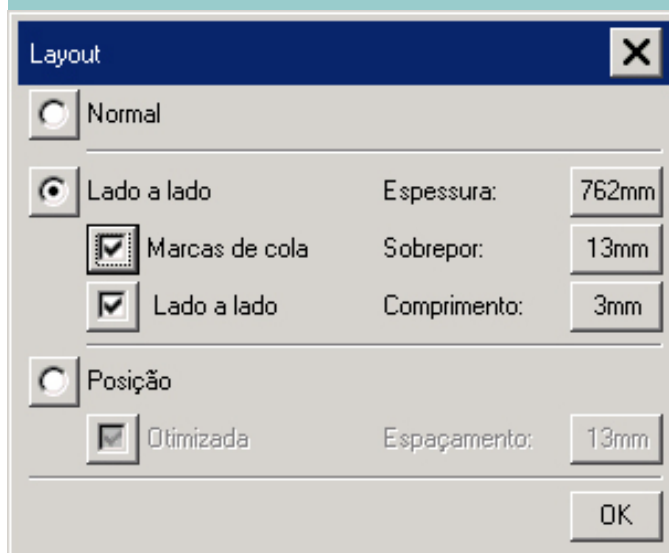 Layout
Normal
Lado a lado Espessura: 762mm
Marcas de cola Sobrepor: 13mm
Lado a lado Comprimento: 3mm
Posição
Otimizada Espaçamento: 13mm
OK